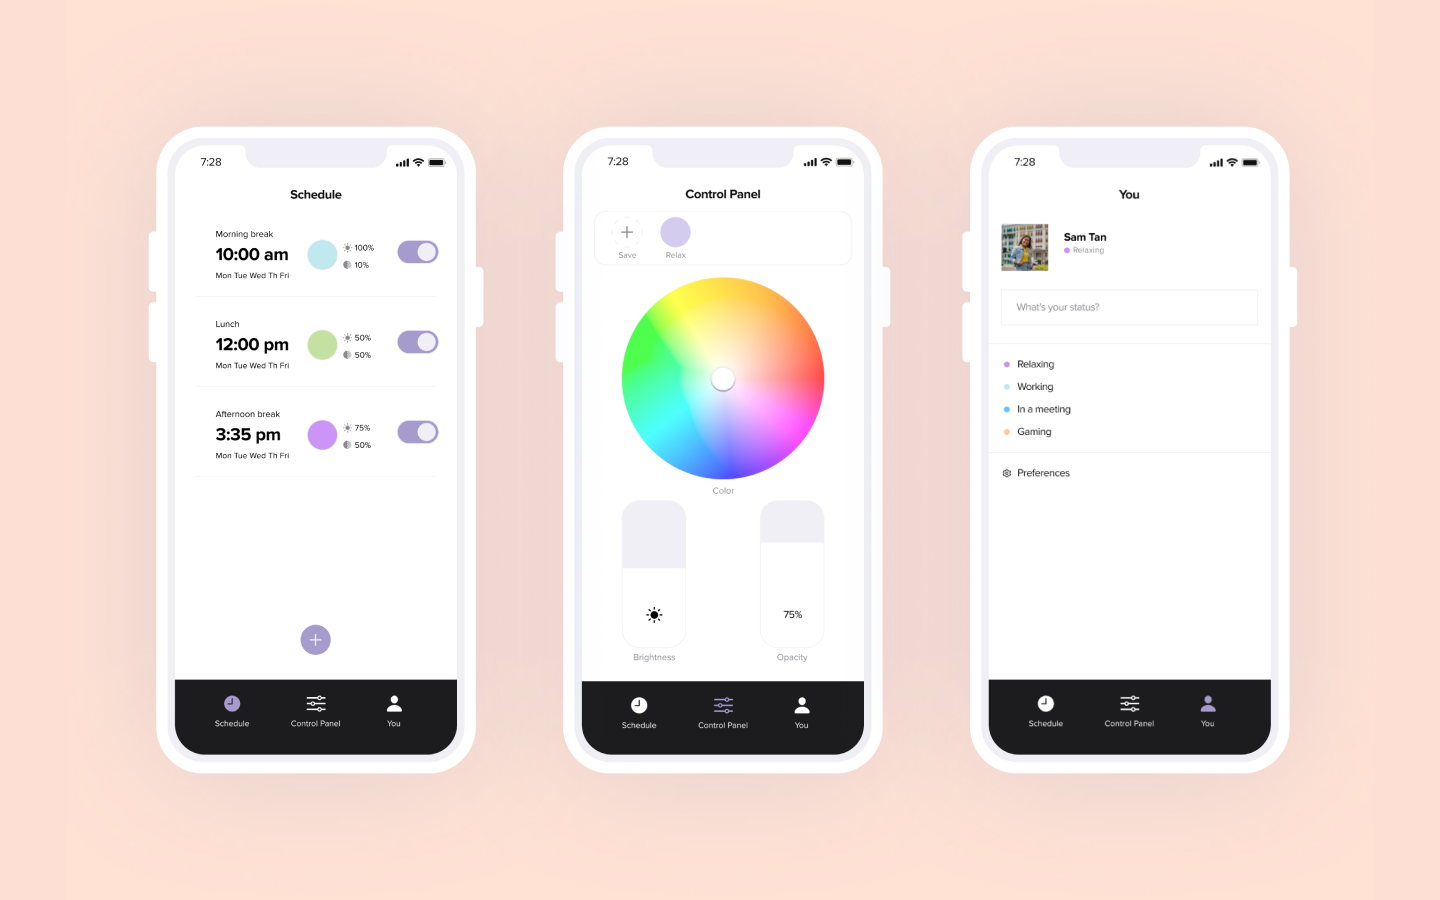 7:28
Schedule
Morning break
10:00 am
Mon Tue Wed Th Fri
100%
10%
Lunch
12:00 pm
Mon Tue Wed Th Fri
50%
50%
Afternoon break
3:35 pm
Mon Tue Wed Th Fri
75%
50%
Schedule
Control Panel
You
7:28
Control Panel
Save
Relax
Color
75%
Brightness
Opacity
Schedule
Control Panel
You
7:28
You
Sam Tan
Relaxing
What's your status?
Relaxing
Working
In a meeting
Gaming
Preferences
Schedule
Control Panel
You